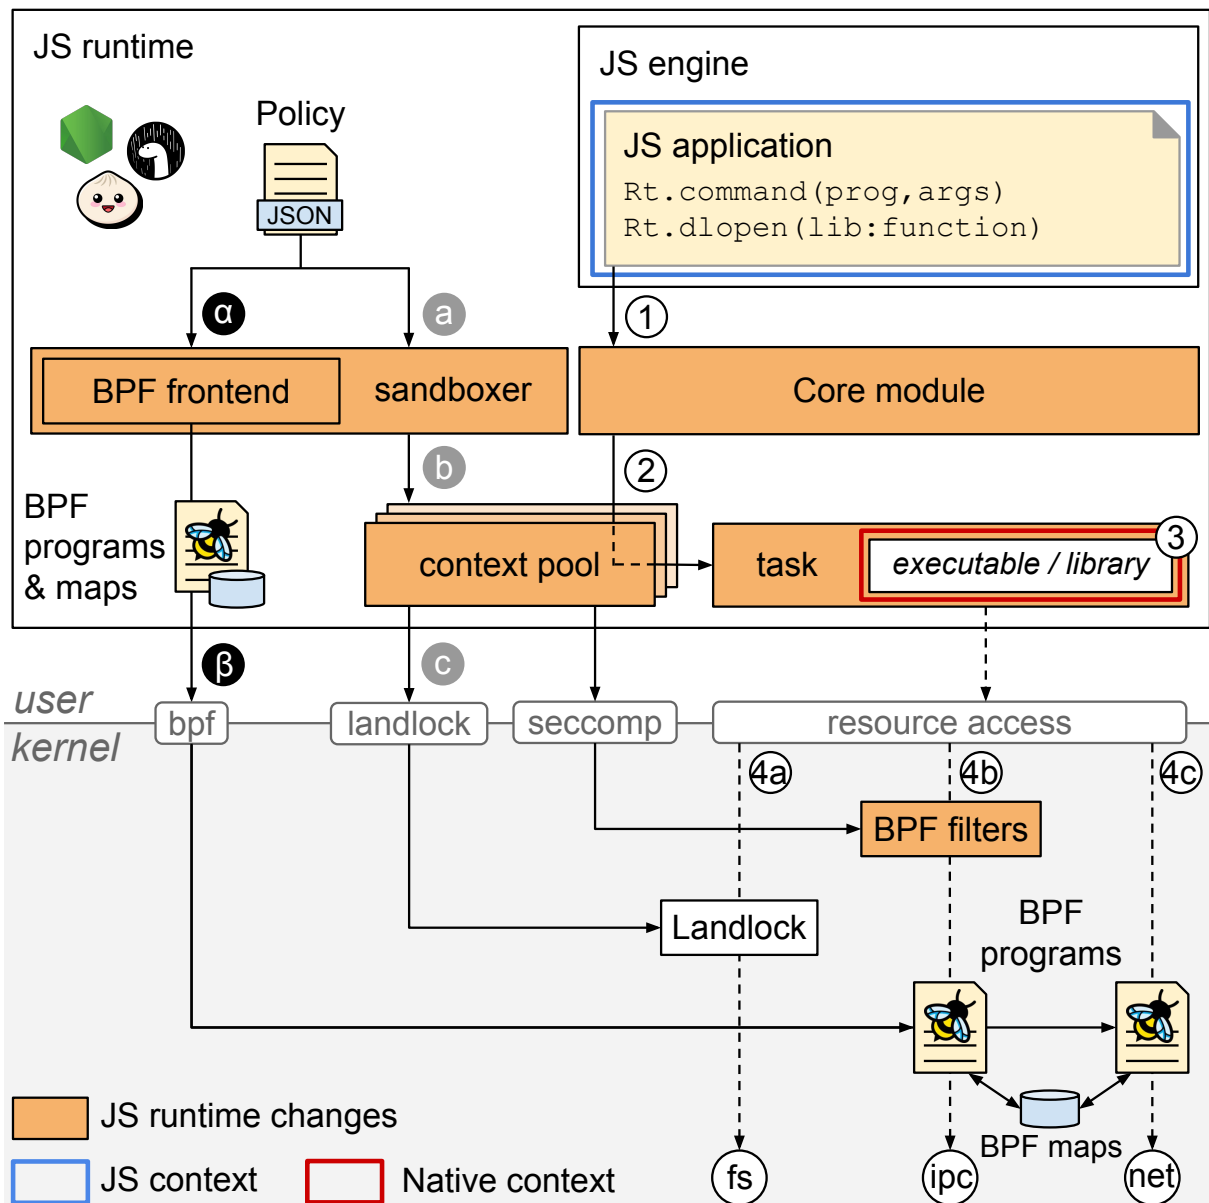 JS runtime
JS engine
Policy
JSON
JS application
Rt.command(prog,args)
Rt.dlopen(lib:function)
α
a
1
BPF frontend
sandboxer
Core module
b
2
BPF
programs
& maps
context pool
task
executable / library
3
β
c
user
kernel
bpf
landlock
seccomp
resource access
4a
4b
4c
BPF filters
Landlock
BPF
programs
BPF maps
JS runtime changes
JS context
Native context
fs
ipc
net